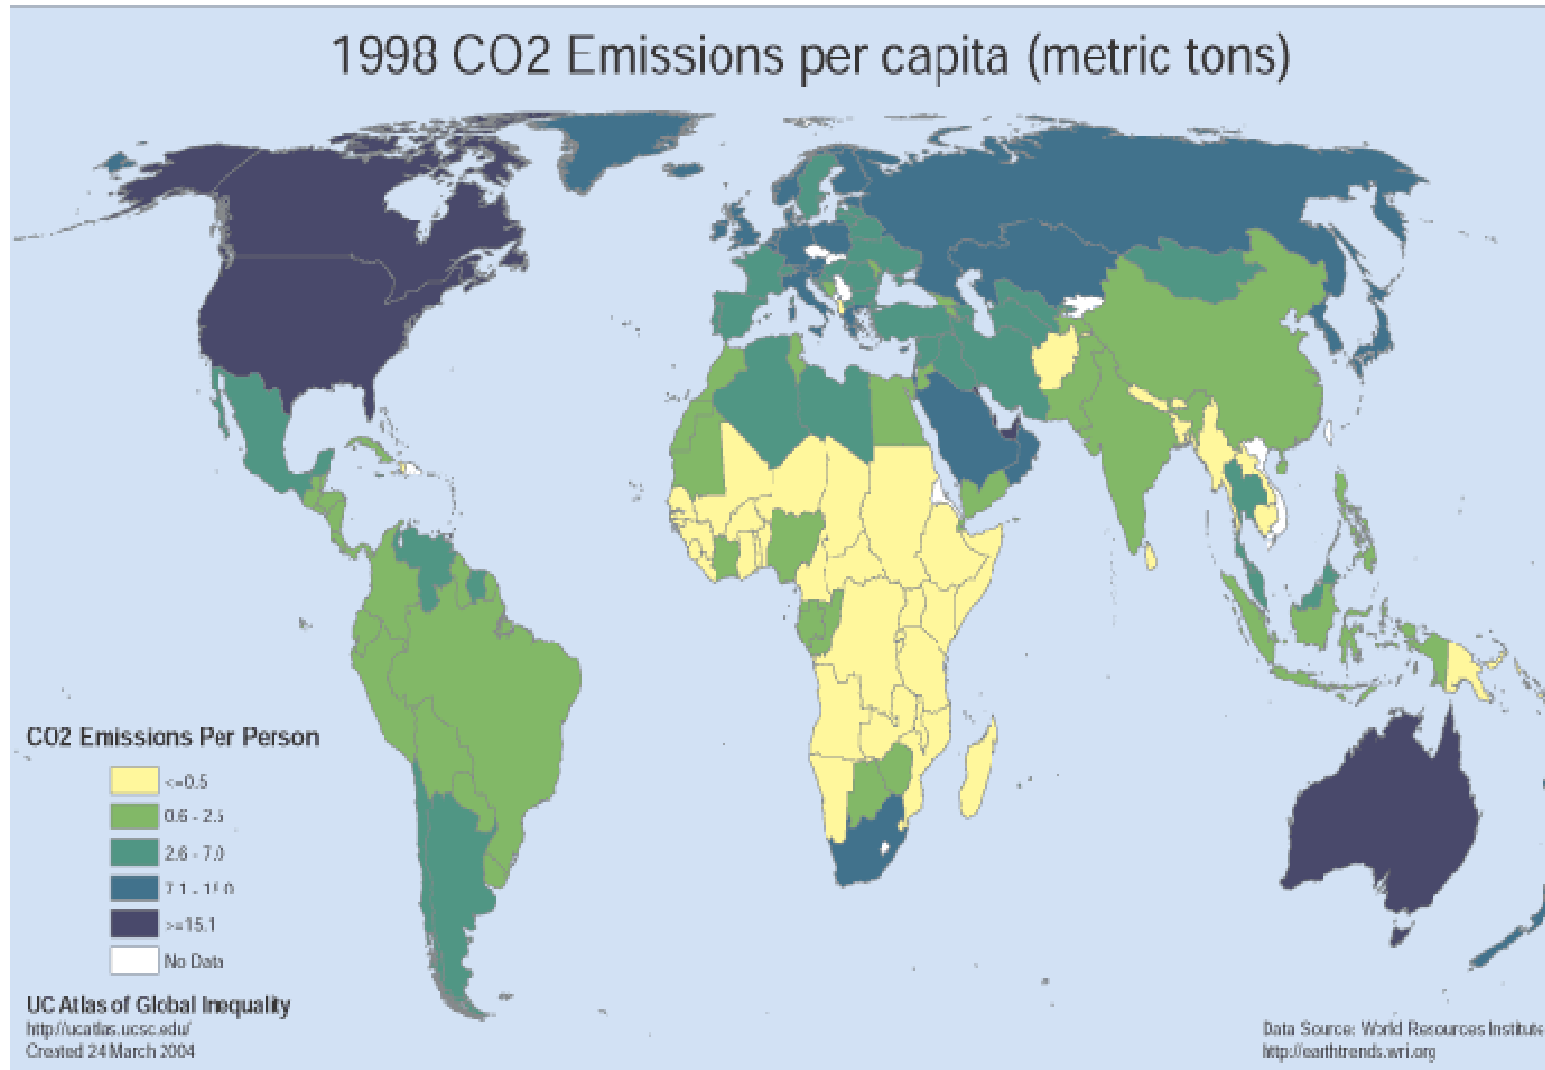 1998 CO2 Emissions per capita (metric tons)
CO2 Emissions Per Person
<=0.5
0.6 - 2.5
2.6 - 7.0
7.1 -
>=15.1
No Data
UC Atlas of Global Inequality
http://ucatlas.ucsc.edu/
Created 24 March 2004
Data Source: World Resources Institute
http://earthtrends.wri.org